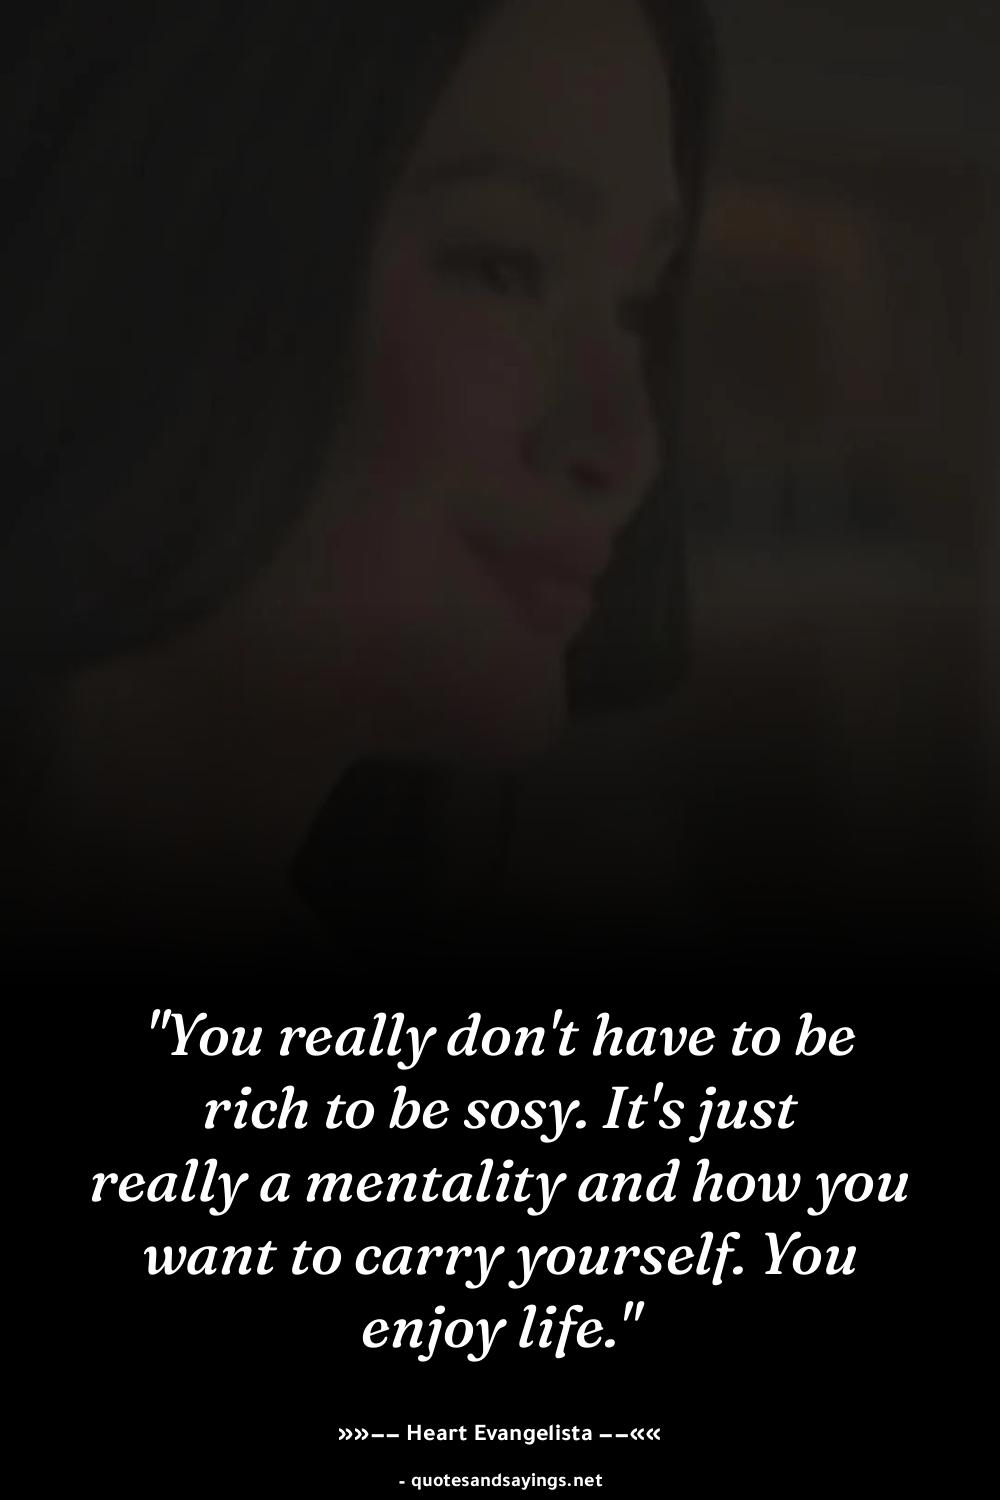 "You really don't have to be
rich to be sosy. It's just
really a mentality and how you
want to carry yourself. You
enjoy life."
»»−− Heart Evangelista −−««
- quotesandsayings.net